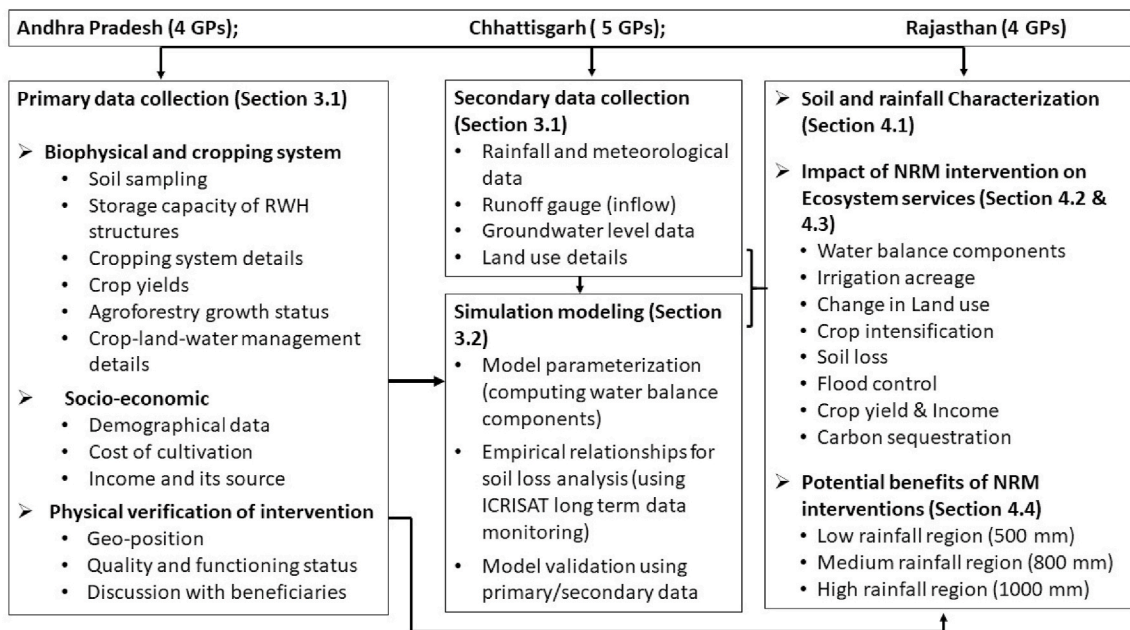 Andhra Pradesh (4 GPs); Chhattisgarh ( 5 GPs); Rajasthan (4 GPs)
Primary data collection (Section 3.1)
➢ Biophysical and cropping system
• Soil sampling
• Storage capacity of RWH
structures
• Cropping system details
• Crop yields
• Agroforestry growth status
• Crop-land-water management
details
➢ Socio-economic
• Demographical data
• Cost of cultivation
• Income and its source
➢ Physical verification of intervention
• Geo-position
• Quality and functioning status
• Discussion with beneficiaries
Secondary data collection
(Section 3.1)
• Rainfall and meteorological
data
• Runoff gauge (inflow)
• Groundwater level data
• Land use details
Simulation modeling (Section
3.2)
• Model parameterization
(computing water balance
components)
• Empirical relationships for
soil loss analysis (using
ICRISAT long term data
monitoring)
• Model validation using
primary/secondary data
➢ Soil and rainfall Characterization
(Section 4.1)
➢ Impact of NRM intervention on
Ecosystem services (Section 4.2 &
4.3)
• Water balance components
• Irrigation acreage
• Change in Land use
• Crop intensification
• Soil loss
• Flood control
• Crop yield & Income
• Carbon sequestration
➢ Potential benefits of NRM
interventions (Section 4.4)
• Low rainfall region (500 mm)
• Medium rainfall region (800 mm)
• High rainfall region (1000 mm)